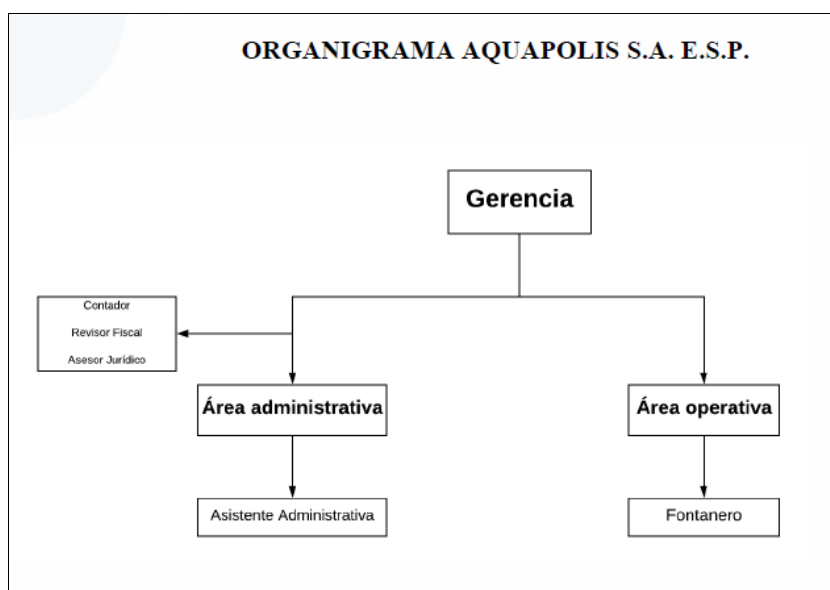 ORGANIGRAMA AQUAPOLIS S.A. E.S.P.
Gerencia
Contador
Revisor Fiscal
Asesor Jurídico
Área administrativa
Área operativa
Asistente Administrativa
Fontanero